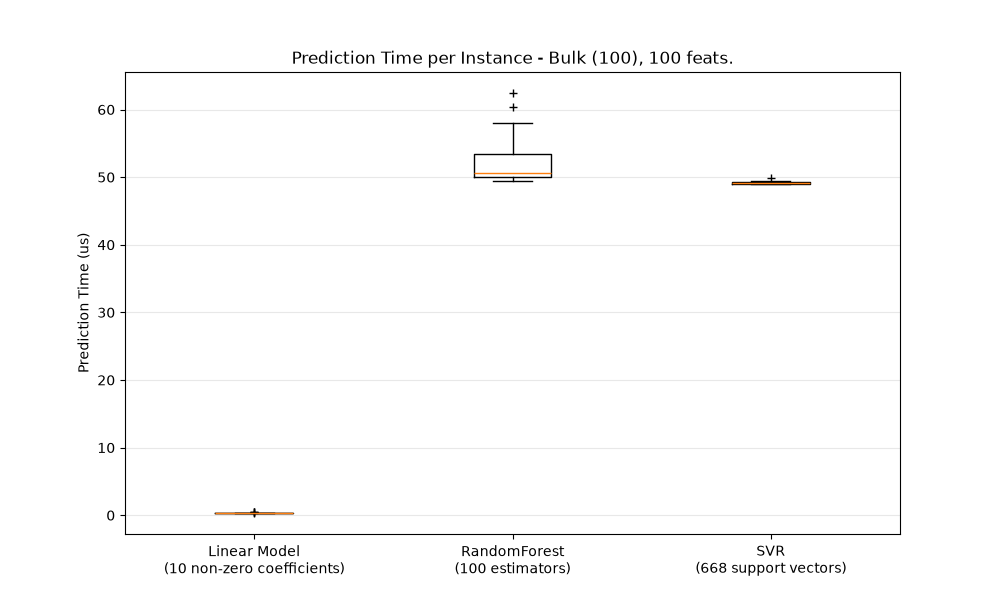 Prediction Time per Instance - Bulk (100), 100 feats.
Prediction Time (us)
60
50
40
30
20
10
0
Linear Model
(10 non-zero coefficients)
RandomForest
(100 estimators)
SVR
(668 support vectors)